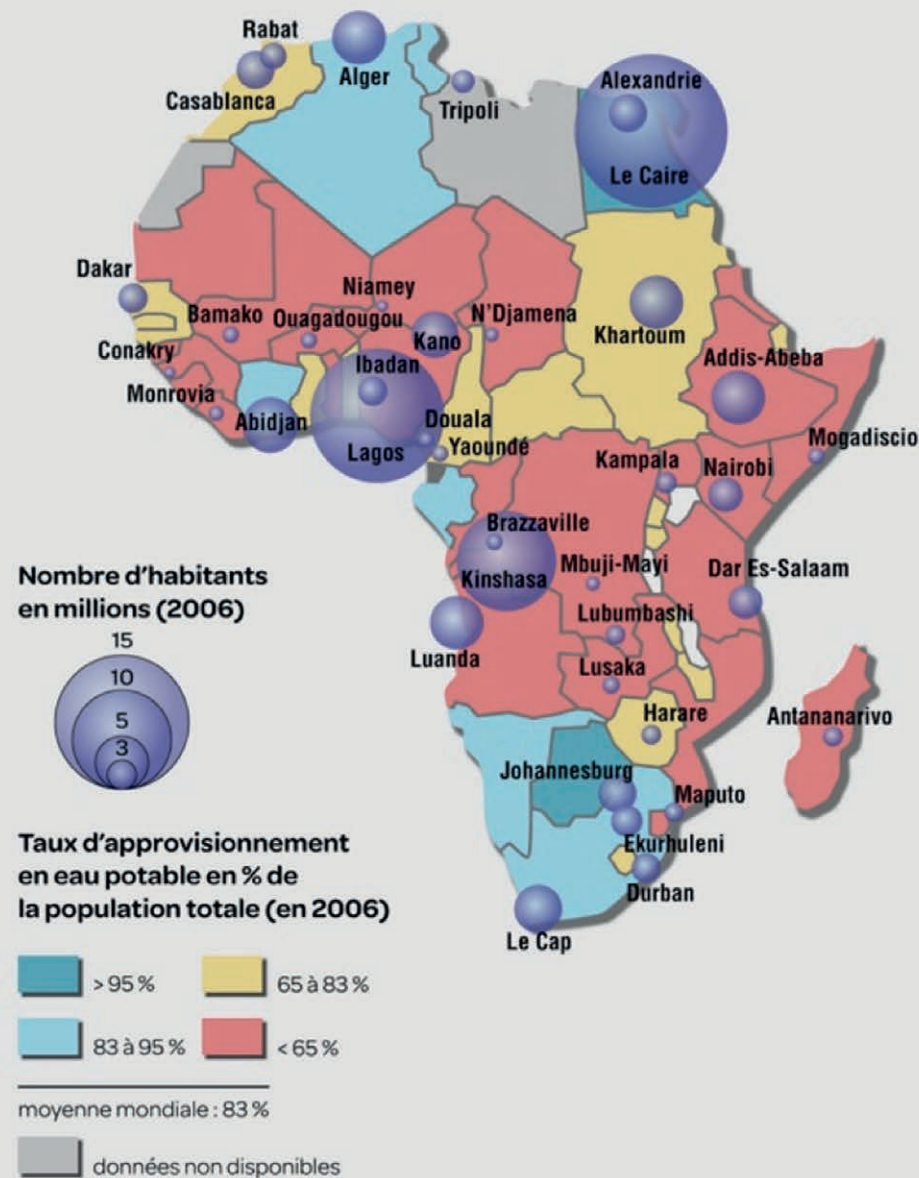 Rabat
Alger
Casablanca
Tripoli
Alexandrie
Le Caire
Dakar
Niamey
Bamako
Ouagadougou
N'Djamena
Khartoum
Conakry
Kano
Ibadan
Addis-Abeba
Monrovia
Abidjan
Douala
Lagos
Yaoundé
Mogadiscio
Kampala
Nairobi
Brazzaville
Kinshasa
Mbuji-Mayi
Dar Es-Salaam
Lubumbashi
Luanda
Lusaka
Harare
Antananarivo
Johannesburg
Maputo
Ekurhuleni
Durban
Le Cap
Nombre d'habitants
en millions (2006)
15
10
5
3
Taux d'approvisionnement
en eau potable en % de
la population totale (en 2006)
> 95 %
65 à 83 %
83 à 95 %
< 65 %
moyenne mondiale : 83 %
données non disponibles